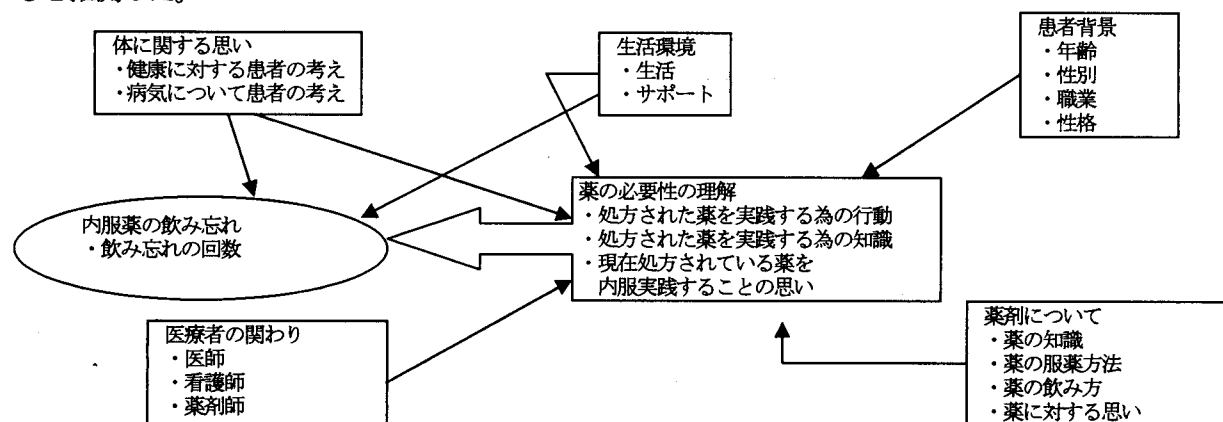 体に関する思い
・健康に対する患者の考え
・病気について患者の考え
生活環境
・生活
・サポート
患者背景
・年齢
・性別
・職業
・性格
内服薬の飲み忘れ
・飲み忘れの回数
薬の必要性の理解
・処方された薬を実践する為の行動
・処方された薬を実践する為の知識
・現在処方されている薬を
内服実践することの思い
医療者の関わり
・医師
・看護師
・薬剤師
薬剤について
・薬の知識
・薬の服薬方法
・薬の飲み方
・薬に対する思い